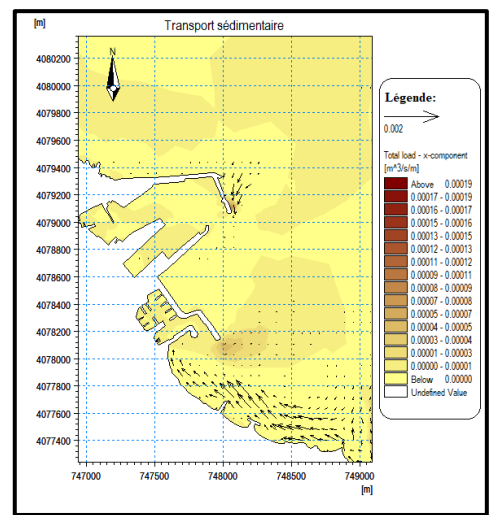 Transport sédimentaire
[m]
N
4080200
4080000
4079800
4079600
4079400
4079200
4079000
4078800
4078600
4078400
4078200
4078000
4077800
4077600
4077400
747000 747500 748000 748500 749000
[m]
Légende:
0.002
Total load - x-component
[m^3/s/m]
Above 0.00019
0.00017 - 0.00019
0.00016 - 0.00017
0.00015 - 0.00016
0.00013 - 0.00015
0.00012 - 0.00013
0.00011 - 0.00012
0.00009 - 0.00011
0.00008 - 0.00009
0.00007 - 0.00008
0.00005 - 0.00007
0.00004 - 0.00005
0.00003 - 0.00004
0.00001 - 0.00003
0.00000 - 0.00001
Below 0.00000
Undefined Value